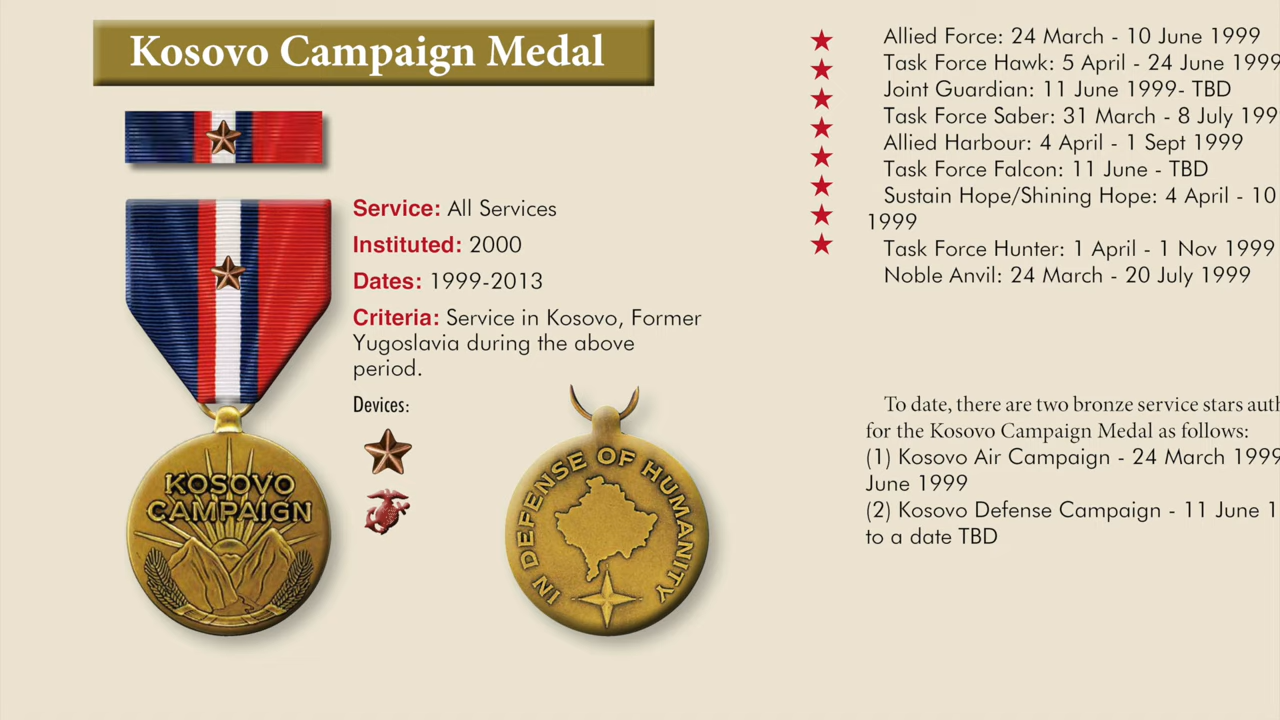 Kosovo Campaign Medal
Service: All Services
Instituted: 2000
Dates: 1999-2013
Criteria: Service in Kosovo, Former
Yugoslavia during the above
period.
Devices:
KOSOVO
CAMPAIGN
IN DEFENSE OF HUMANITY
Allied Force: 24 March - 10 June 1999
Task Force Hawk: 5 April - 24 June 1999
Joint Guardian: 11 June 1999- TBD
Task Force Saber: 31 March - 8 July 199
Allied Harbour: 4 April - 1 Sept 1999
Task Force Falcon: 11 June - TBD
Sustain Hope/Shining Hope: 4 April - 10
1999
Task Force Hunter: 1 April - 1 Nov 1999
Noble Anvil: 24 March - 20 July 1999
To date, there are two bronze service stars auth
for the Kosovo Campaign Medal as follows:
(1) Kosovo Air Campaign - 24 March 1999
June 1999
(2) Kosovo Defense Campaign - 11 June 1
to a date TBD